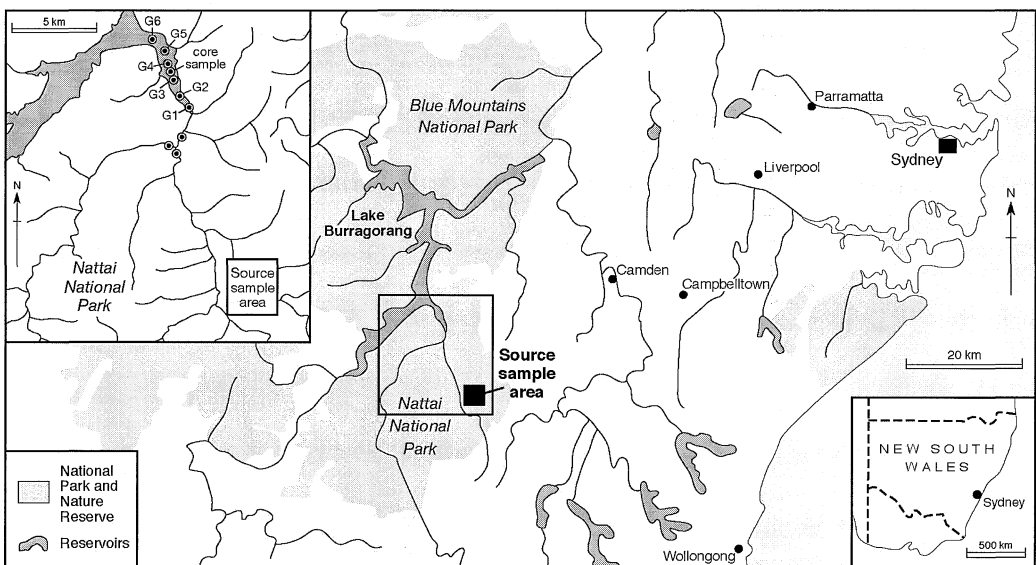 5 km
G6
G5
core
sample
G4
G3
G2
G1
N
Nattai
National
Park
Source
sample
area
Blue Mountains
National Park
Parramatta
Sydney
Liverpool
N
Lake
Burragorang
Camden
Campbelltown
20 km
Source
sample
area
Nattai
National
Park
National
Park and
Nature
Reserve
Reservoirs
Wollongong
NEW SOUTH
WALES
Sydney
500 km